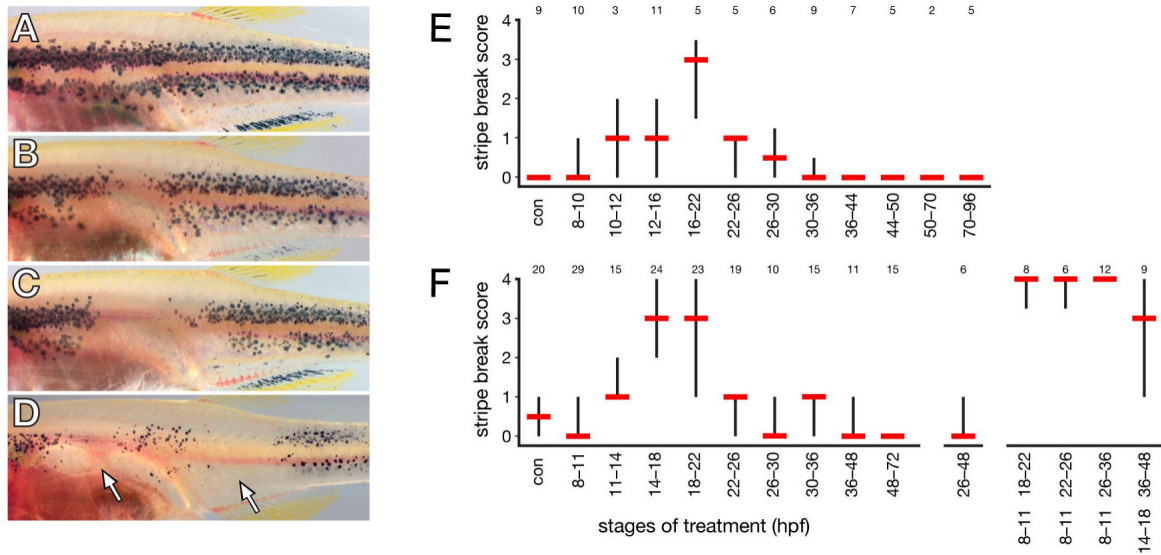 A
B
C
D
E
9 10 3 11 5 5 6 9 7 5 2 5
stripe break score
4
3
2
1
0
con 8–10 10–12 12–16 16–22 22–26 26–30 30–36 36–44 44–50 50–70 70–96
F
20 29 15 24 23 19 10 15 11 15 6 8 6 12 9
stripe break score
4
3
2
1
0
con 8–11 11–14 14–18 18–22 22–26 26–30 30–36 36–48 48–72 26–48
8–11 18–22
8–11 22–26
8–11 26–36
14–18 36–48
stages of treatment (hpf)